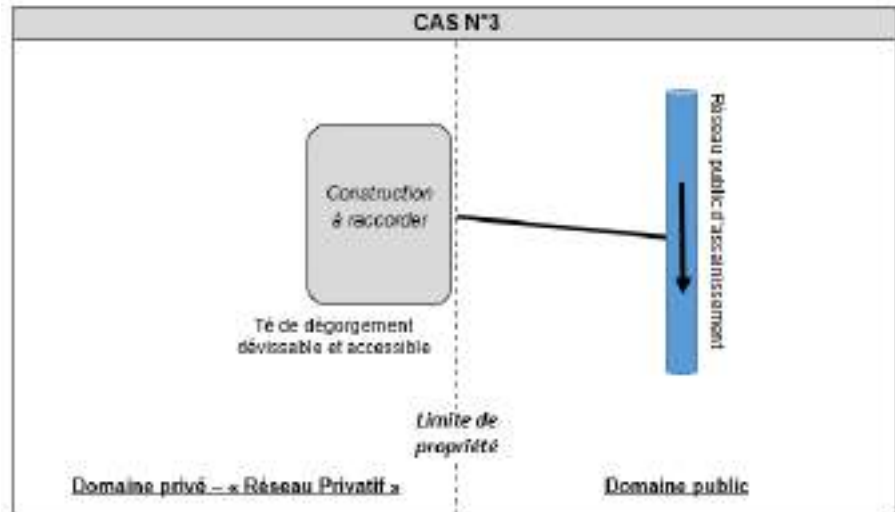 CAS N°3
Construction
à raccorder
Réseau public d'assainissement
Té de dégorgement
dévissable et accessible
Limite de
propriété
Domaine privé – « Réseau Privatif »
Domaine public